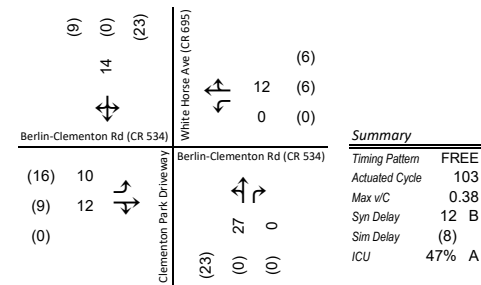 (9) (0) (23)
14
White Horse Ave (CR 695)
(6)
12 (6)
0 (0)
Berlin-Clementon Rd (CR 534)
Berlin-Clementon Rd (CR 534)
(16) 10
(9) 12
(0)
Clementon Park Driveway
27 0
(23) (0) (0)
Summary
Timing Pattern FREE
Actuated Cycle 103
Max v/C 0.38
Syn Delay 12 B
Sim Delay (8)
ICU 47% A